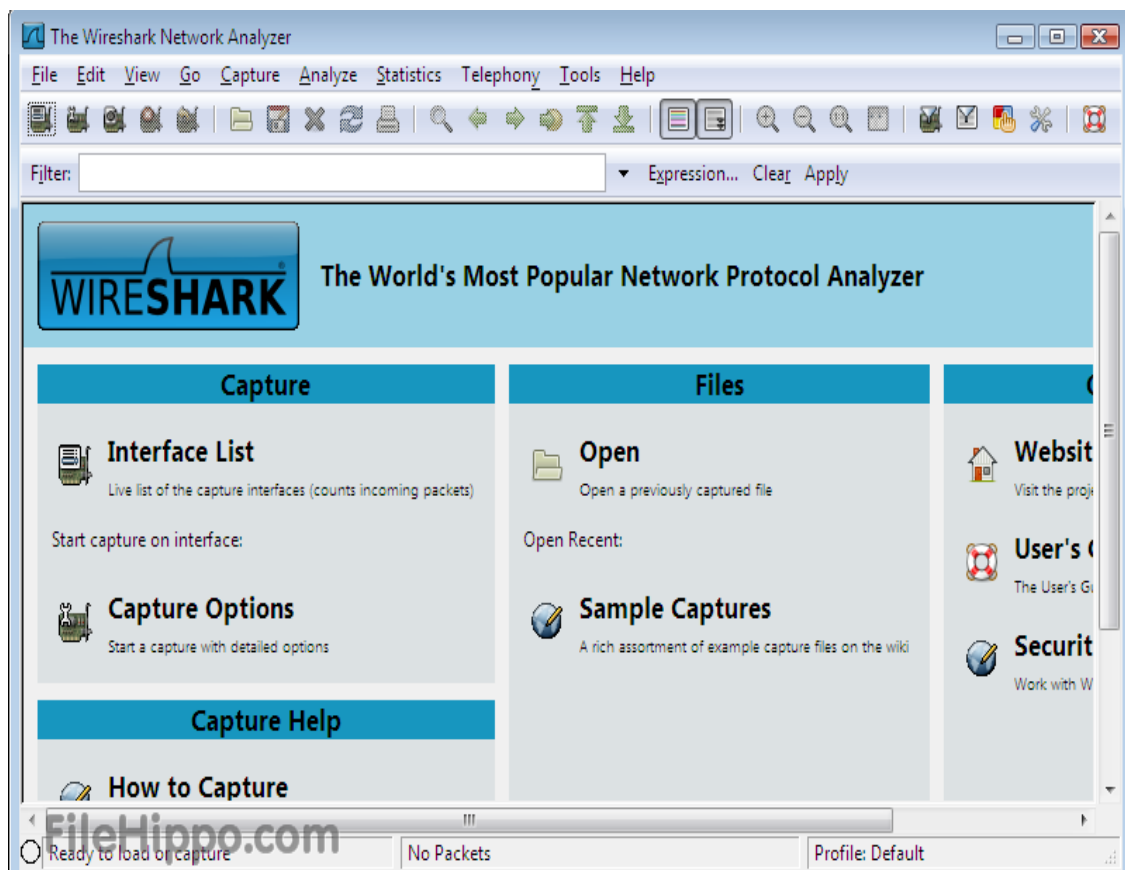 The Wireshark Network Analyzer
File Edit View Go Capture Analyze Statistics Telephony Tools Help
Filter: Expression... Clear Apply
WIRESHARK
The World's Most Popular Network Protocol Analyzer
Capture
Interface List
Live list of the capture interfaces (counts incoming packets)
Start capture on interface:
Capture Options
Start a capture with detailed options
Capture Help
How to Capture
Files
Open
Open a previously captured file
Open Recent:
Sample Captures
A rich assortment of example capture files on the wiki
Websit
Visit the proje
User's
The User's Gu
Securit
Work with W
FileHippo.com
Ready to load or capture
No Packets
Profile: Default